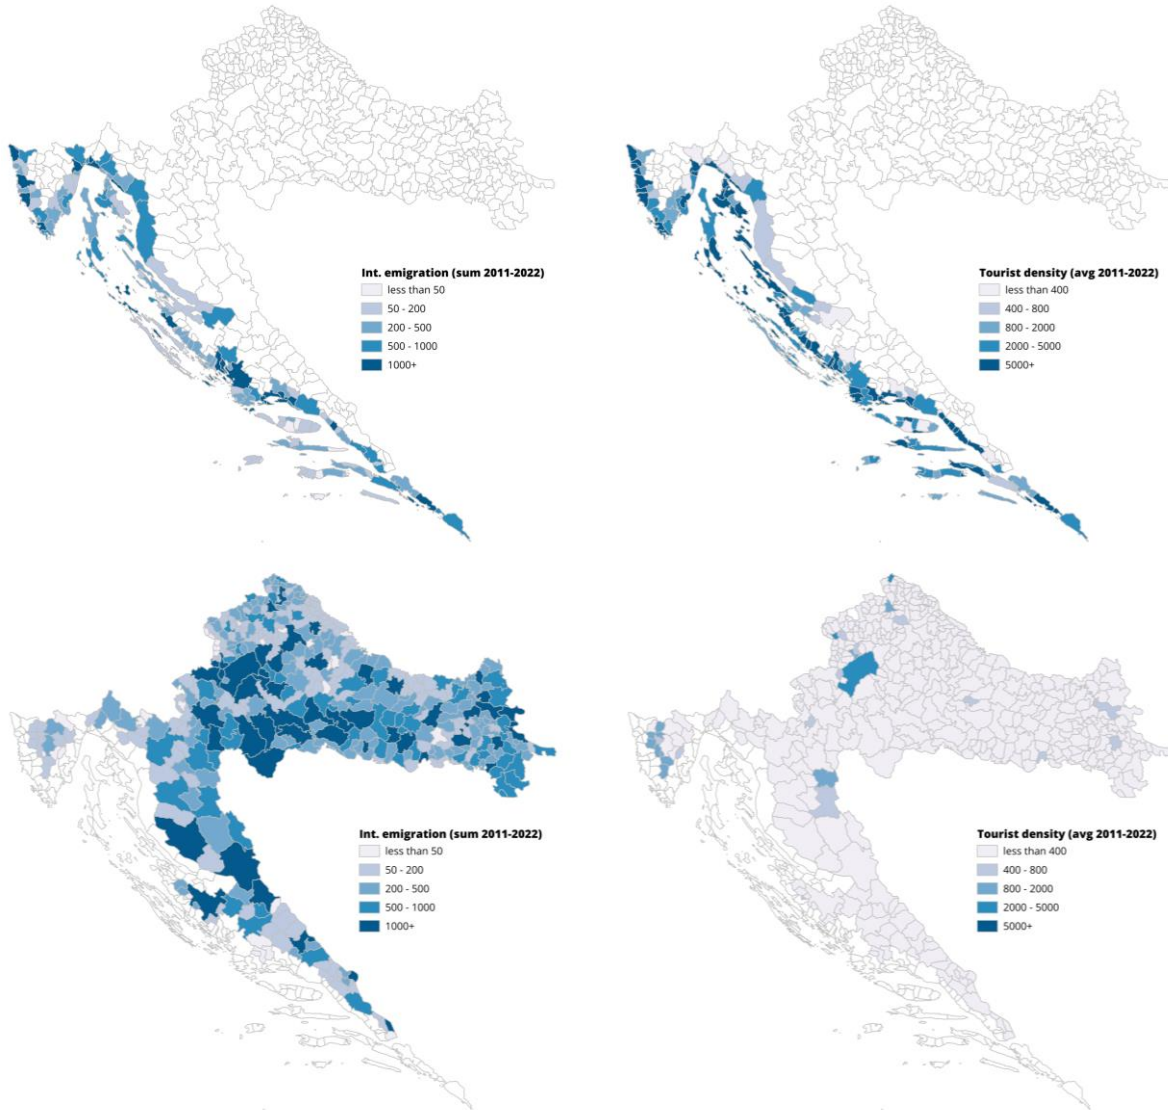 Int. emigration (sum 2011-2022)
less than 50
50 - 200
200 - 500
500 - 1000
1000+
Tourist density (avg 2011-2022)
less than 400
400 - 800
800 - 2000
2000 - 5000
5000+
Int. emigration (sum 2011-2022)
less than 50
50 - 200
200 - 500
500 - 1000
1000+
Tourist density (avg 2011-2022)
less than 400
400 - 800
800 - 2000
2000 - 5000
5000+